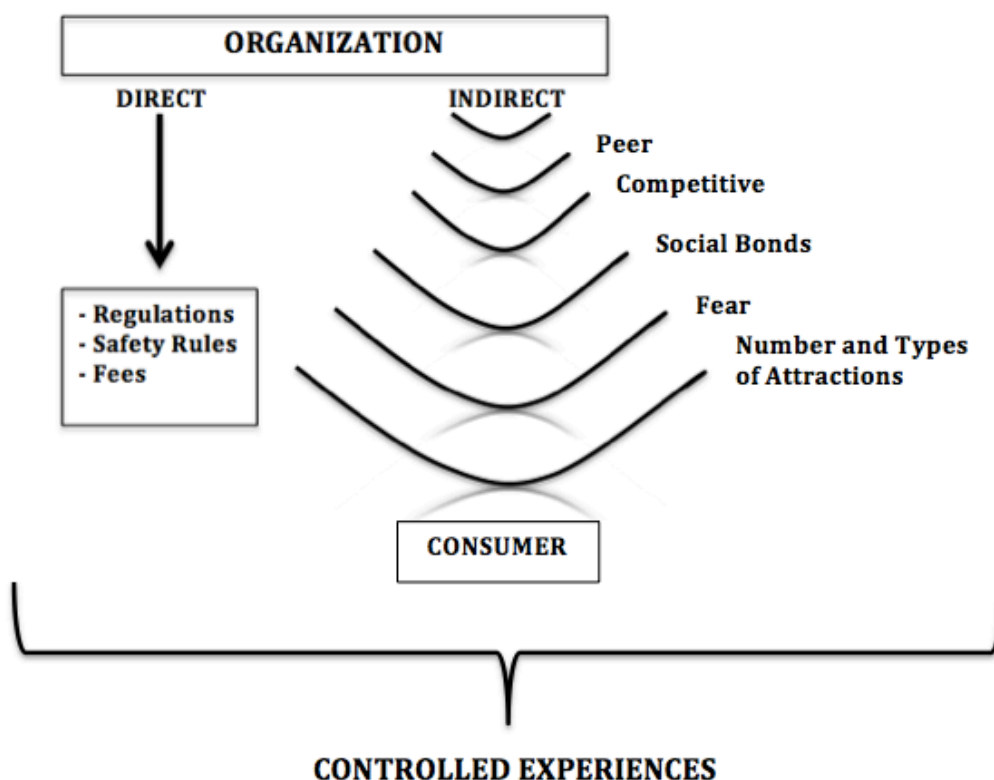 ORGANIZATION
DIRECT
INDIRECT
Peer
Competitive
Social Bonds
Fear
Number and Types
of Attractions
- Regulations
- Safety Rules
- Fees
CONSUMER
CONTROLLED EXPERIENCES